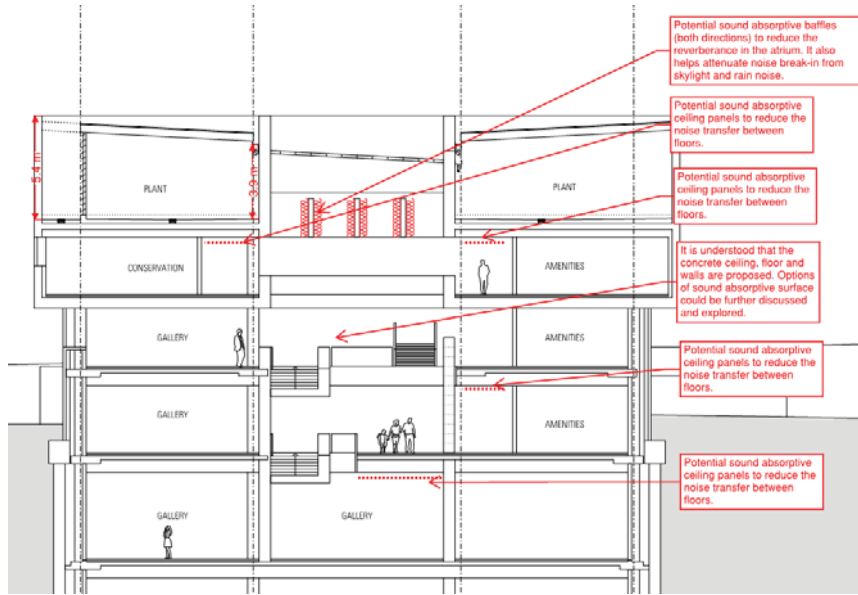 Potential sound absorptive baffles
(both directions) to reduce the
reverberance in the atrium. It also
helps attenuate noise break-in from
skylight and rain noise.
Potential sound absorptive
ceiling panels to reduce the
noise transfer between
floors.
5.4 m
3.9 m
PLANT
PLANT
Potential sound absorptive
ceiling panels to reduce the
noise transfer between
floors.
CONSERVATION
AMENITIES
It is understood that the
concrete ceiling, floor and
walls are proposed. Options
of sound absorptive surface
could be further discussed
and explored.
GALLERY
AMENITIES
Potential sound absorptive
ceiling panels to reduce the
noise transfer between
floors.
GALLERY
AMENITIES
Potential sound absorptive
ceiling panels to reduce the
noise transfer between
floors.
GALLERY
GALLERY